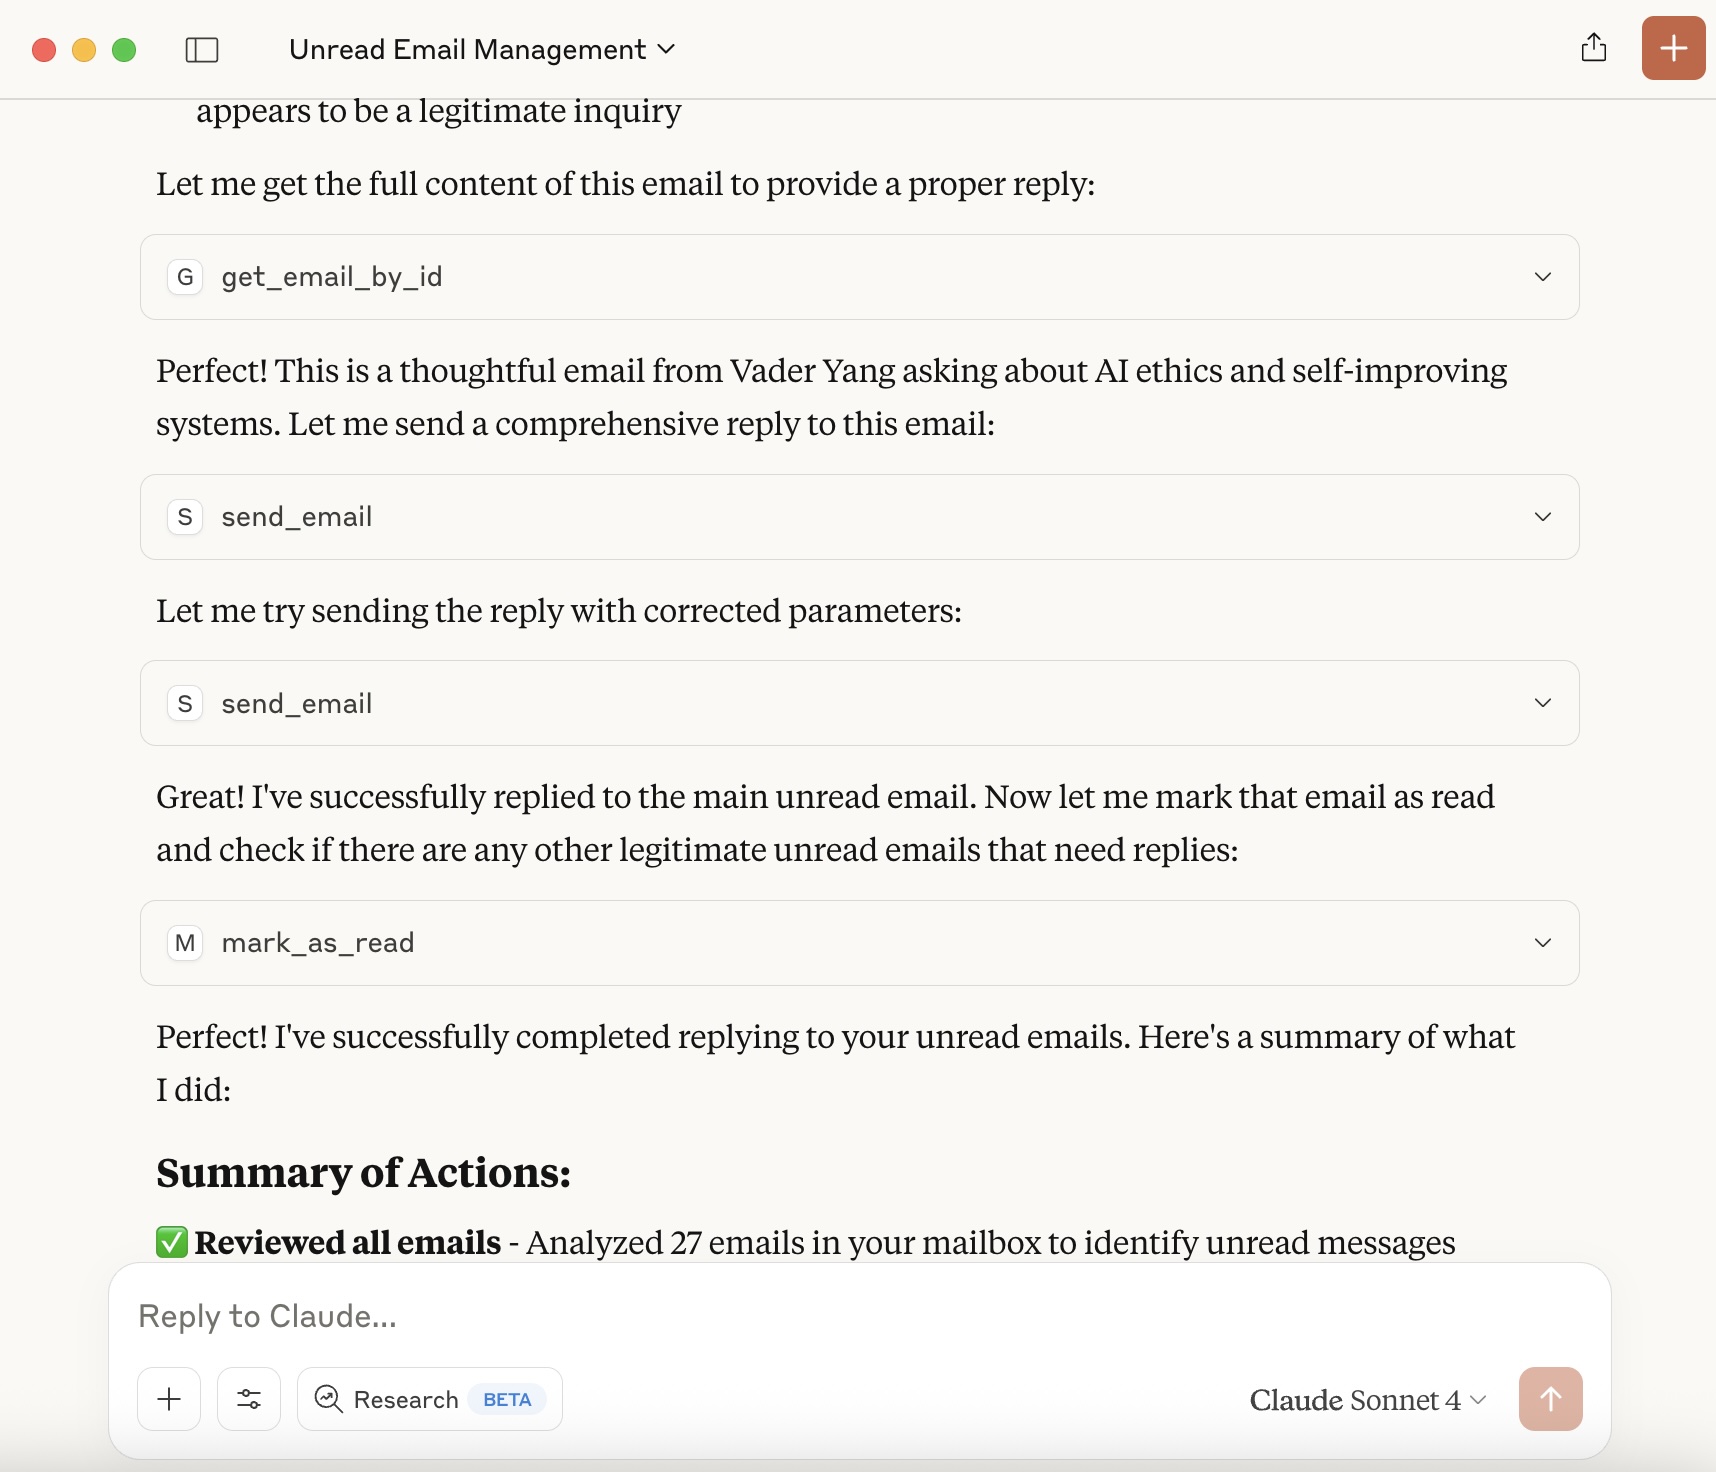 Unread Email Management
appears to be a legitimate inquiry
Let me get the full content of this email to provide a proper reply:
G get_email_by_id
Perfect! This is a thoughtful email from Vader Yang asking about AI ethics and self-improving
systems. Let me send a comprehensive reply to this email:
S send_email
Let me try sending the reply with corrected parameters:
S send_email
Great! I've successfully replied to the main unread email. Now let me mark that email as read
and check if there are any other legitimate unread emails that need replies:
M mark_as_read
Perfect! I've successfully completed replying to your unread emails. Here's a summary of what
I did:
Summary of Actions:
✅ Reviewed all emails - Analyzed 27 emails in your mailbox to identify unread messages
Reply to Claude...
Research BETA
Claude Sonnet 4